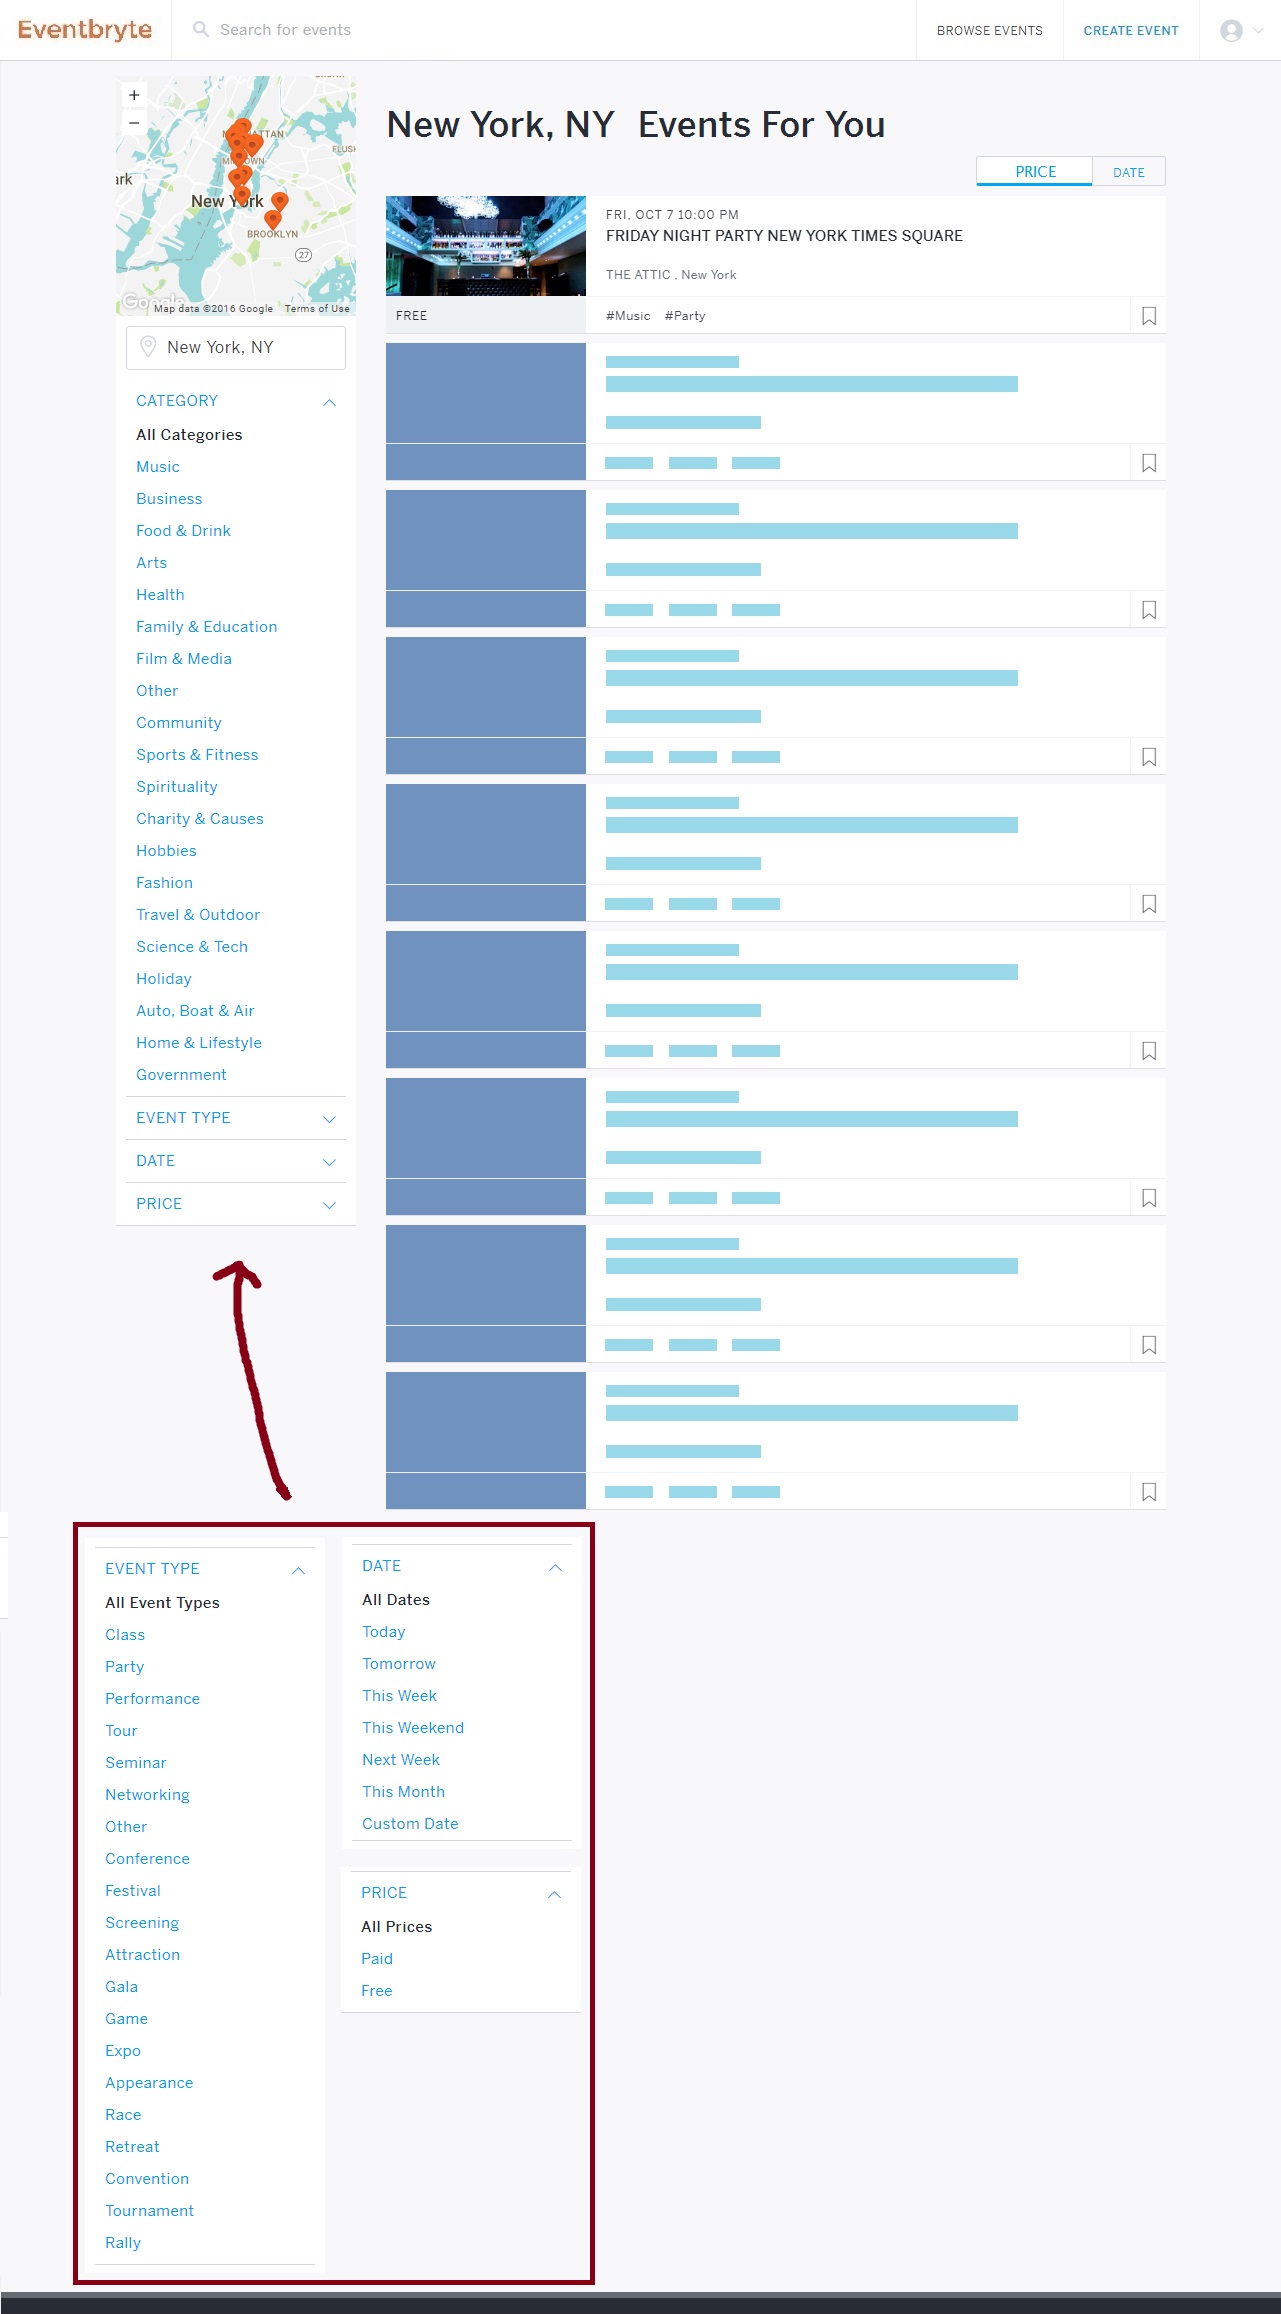 Eventbryte
Search for events
BROWSE EVENTS
CREATE EVENT
+
−
MIDTOWN
FLUSH
ark
New York
BROOKLYN
27
Google
Map data ©2016 Google Terms of Use
New York, NY
CATEGORY
All Categories
Music
Business
Food & Drink
Arts
Health
Family & Education
Film & Media
Other
Community
Sports & Fitness
Spirituality
Charity & Causes
Hobbies
Fashion
Travel & Outdoor
Science & Tech
Holiday
Auto, Boat & Air
Home & Lifestyle
Government
EVENT TYPE
DATE
PRICE
New York, NY Events For You
PRICE
DATE
FRI, OCT 7 10:00 PM
FRIDAY NIGHT PARTY NEW YORK TIMES SQUARE
THE ATTIC , New York
FREE
#Music #Party
EVENT TYPE
All Event Types
Class
Party
Performance
Tour
Seminar
Networking
Other
Conference
Festival
Screening
Attraction
Gala
Game
Expo
Appearance
Race
Retreat
Convention
Tournament
Rally
DATE
All Dates
Today
Tomorrow
This Week
This Weekend
Next Week
This Month
Custom Date
PRICE
All Prices
Paid
Free